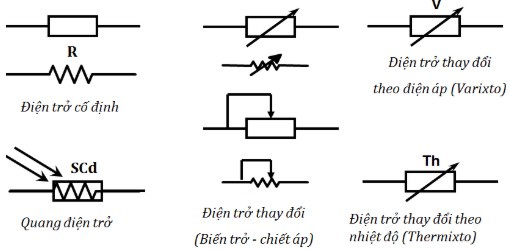 R
Điện trở cố định
SCd
Quang điện trở
Điện trở thay đổi
(Biến trở - chiết áp)
V
Điện trở thay đổi
theo điện áp (Varixto)
Th
Điện trở thay đổi theo
nhiệt độ (Thermixto)